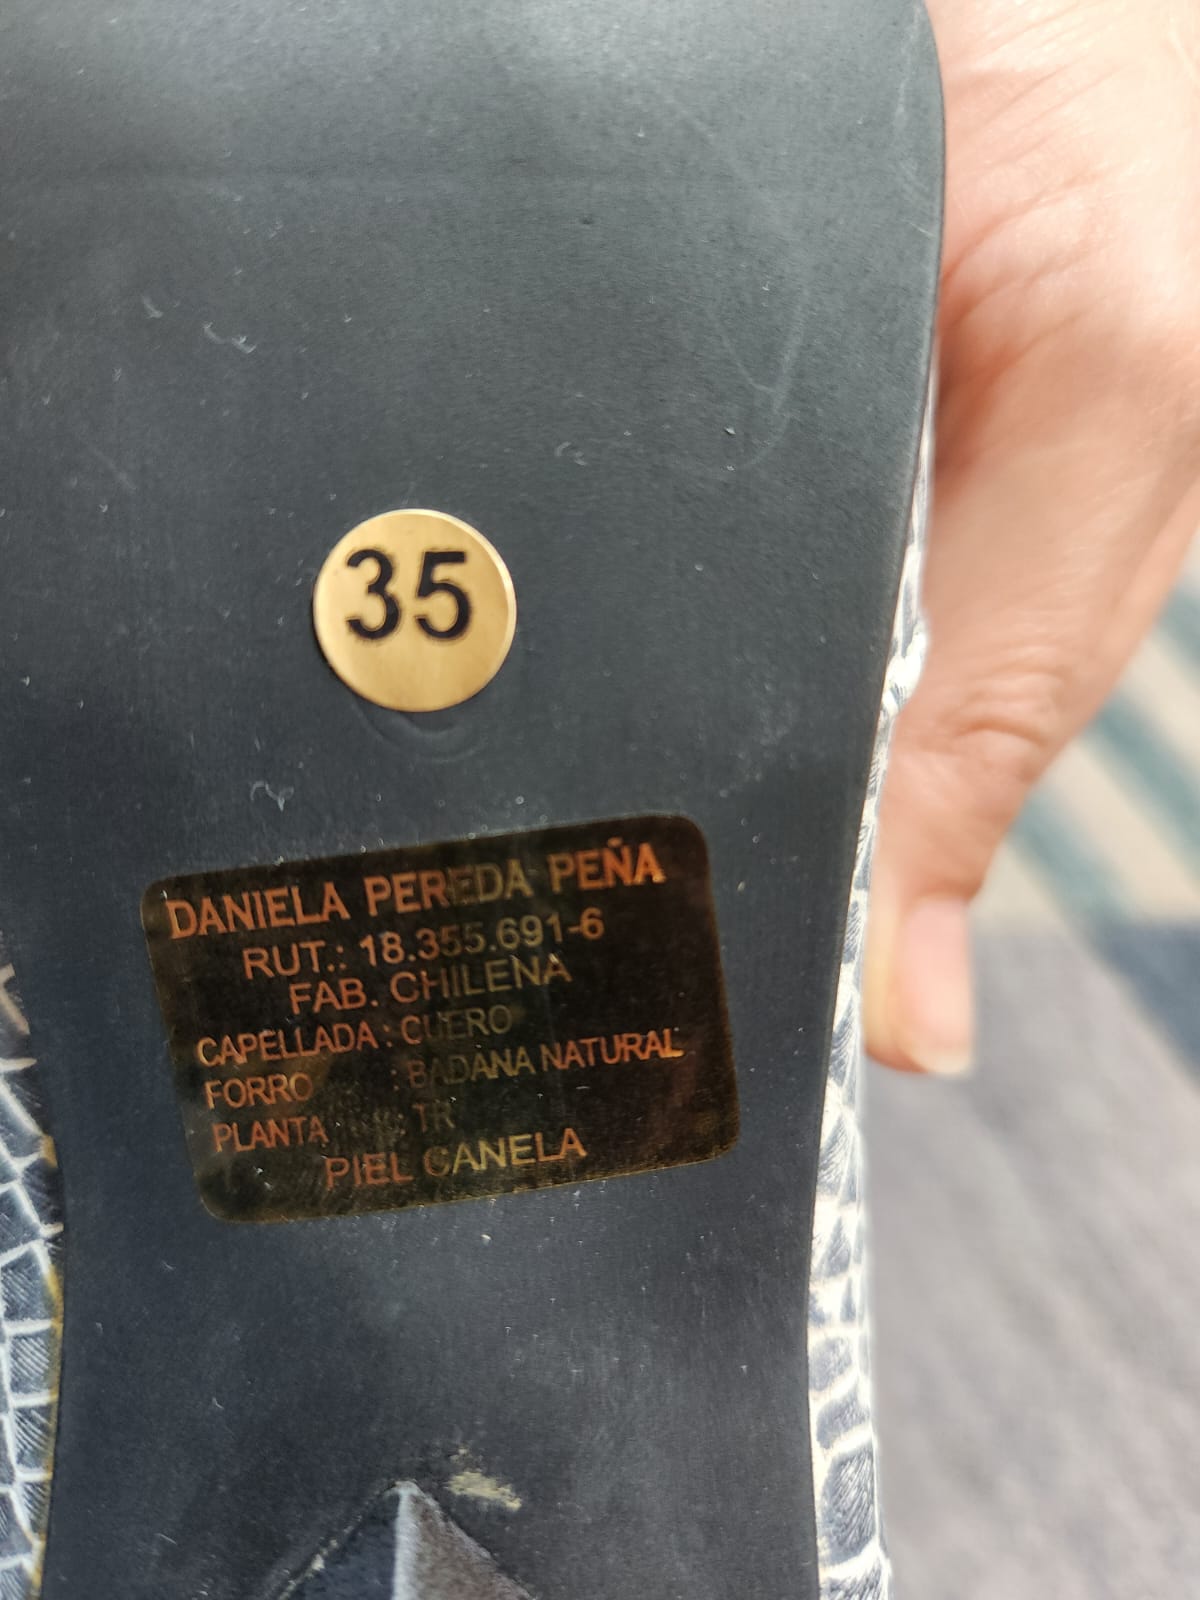 35
DANIELA PEREDA PEÑA
RUT.: 18.355.691-6
FAB. CHILENA
CAPELLADA : CUERO
FORRO : BADANA NATURAL
PLANTA : TR
PIEL CANELA